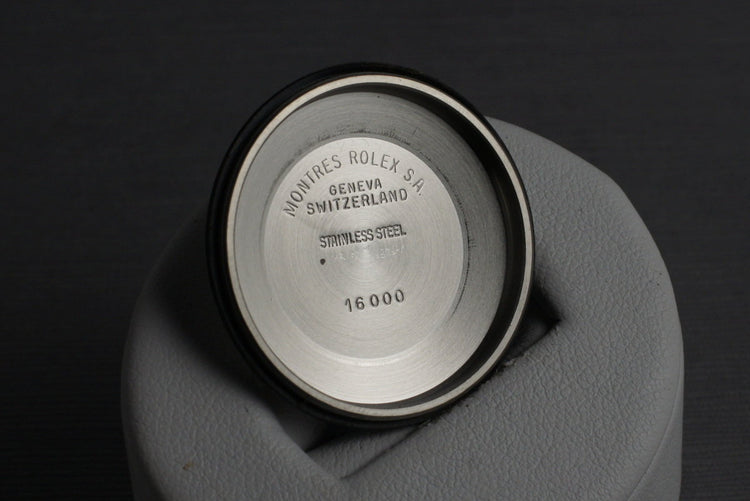 MONTRES ROLEX S.A.
GENEVA
SWITZERLAND
STAINLESS STEEL
16000